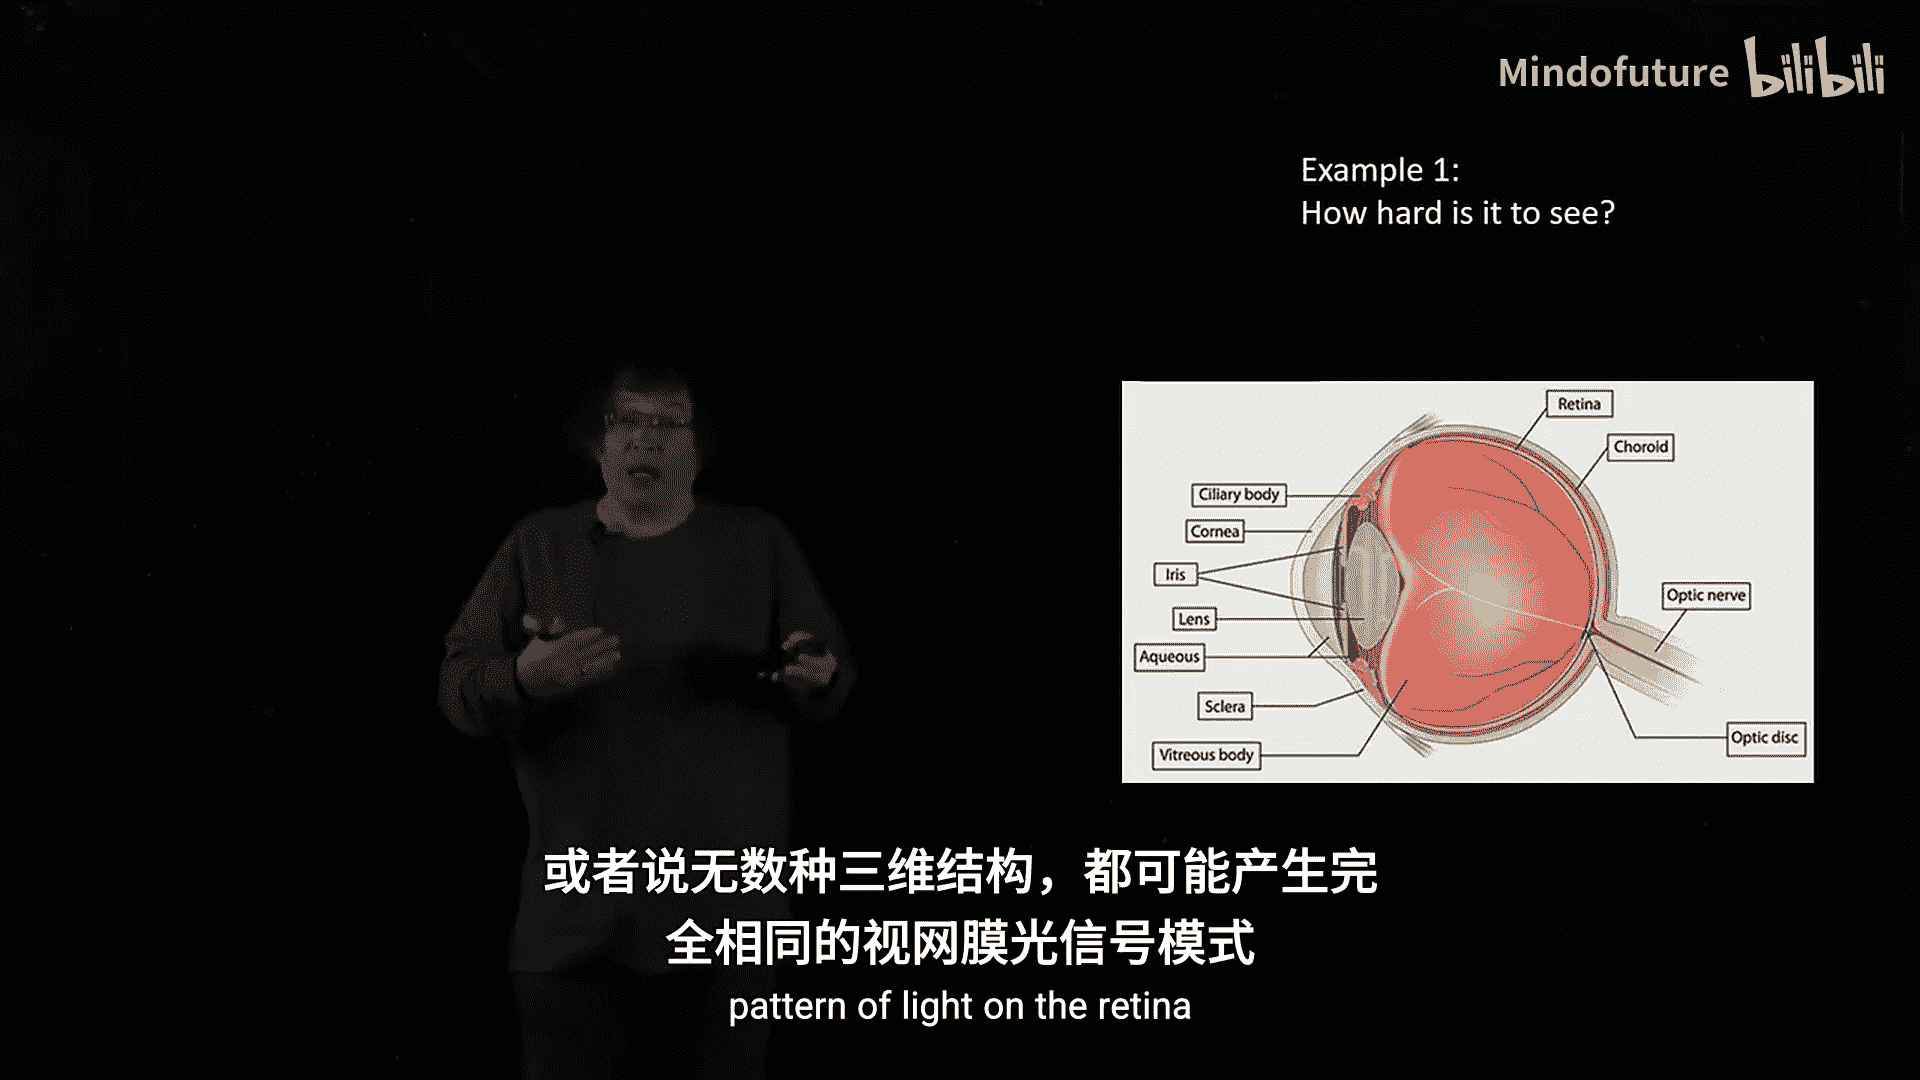 Mindofuture bilibili
Example 1:
How hard is it to see?
Retina
Choroid
Ciliary body
Cornea
Iris
Lens
Optic nerve
Aqueous
Sclera
Optic disc
Vitreous body
或者说无数种三维结构，都可能产生完
全相同的视网膜光信号模式
pattern of light on the retina